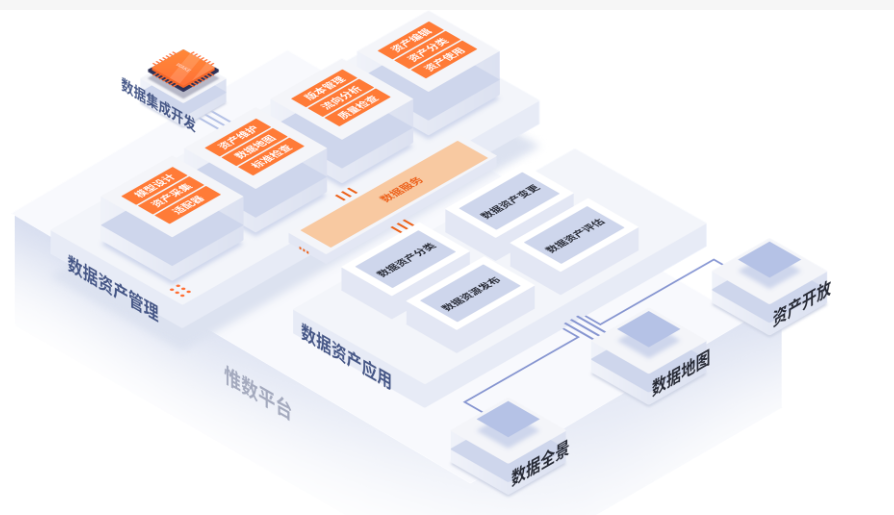 数据集成开发
资产编辑
资产分类
资产使用
版本管理
流向分析
质量检查
资产维护
数据地图
标准检查
模型设计
资产采集
适配器
数据资产管理
数据服务
数据资产变更
数据资产评估
数据资产分类
数据资源发布
数据资产应用
惟数平台
资产开放
数据地图
数据全景